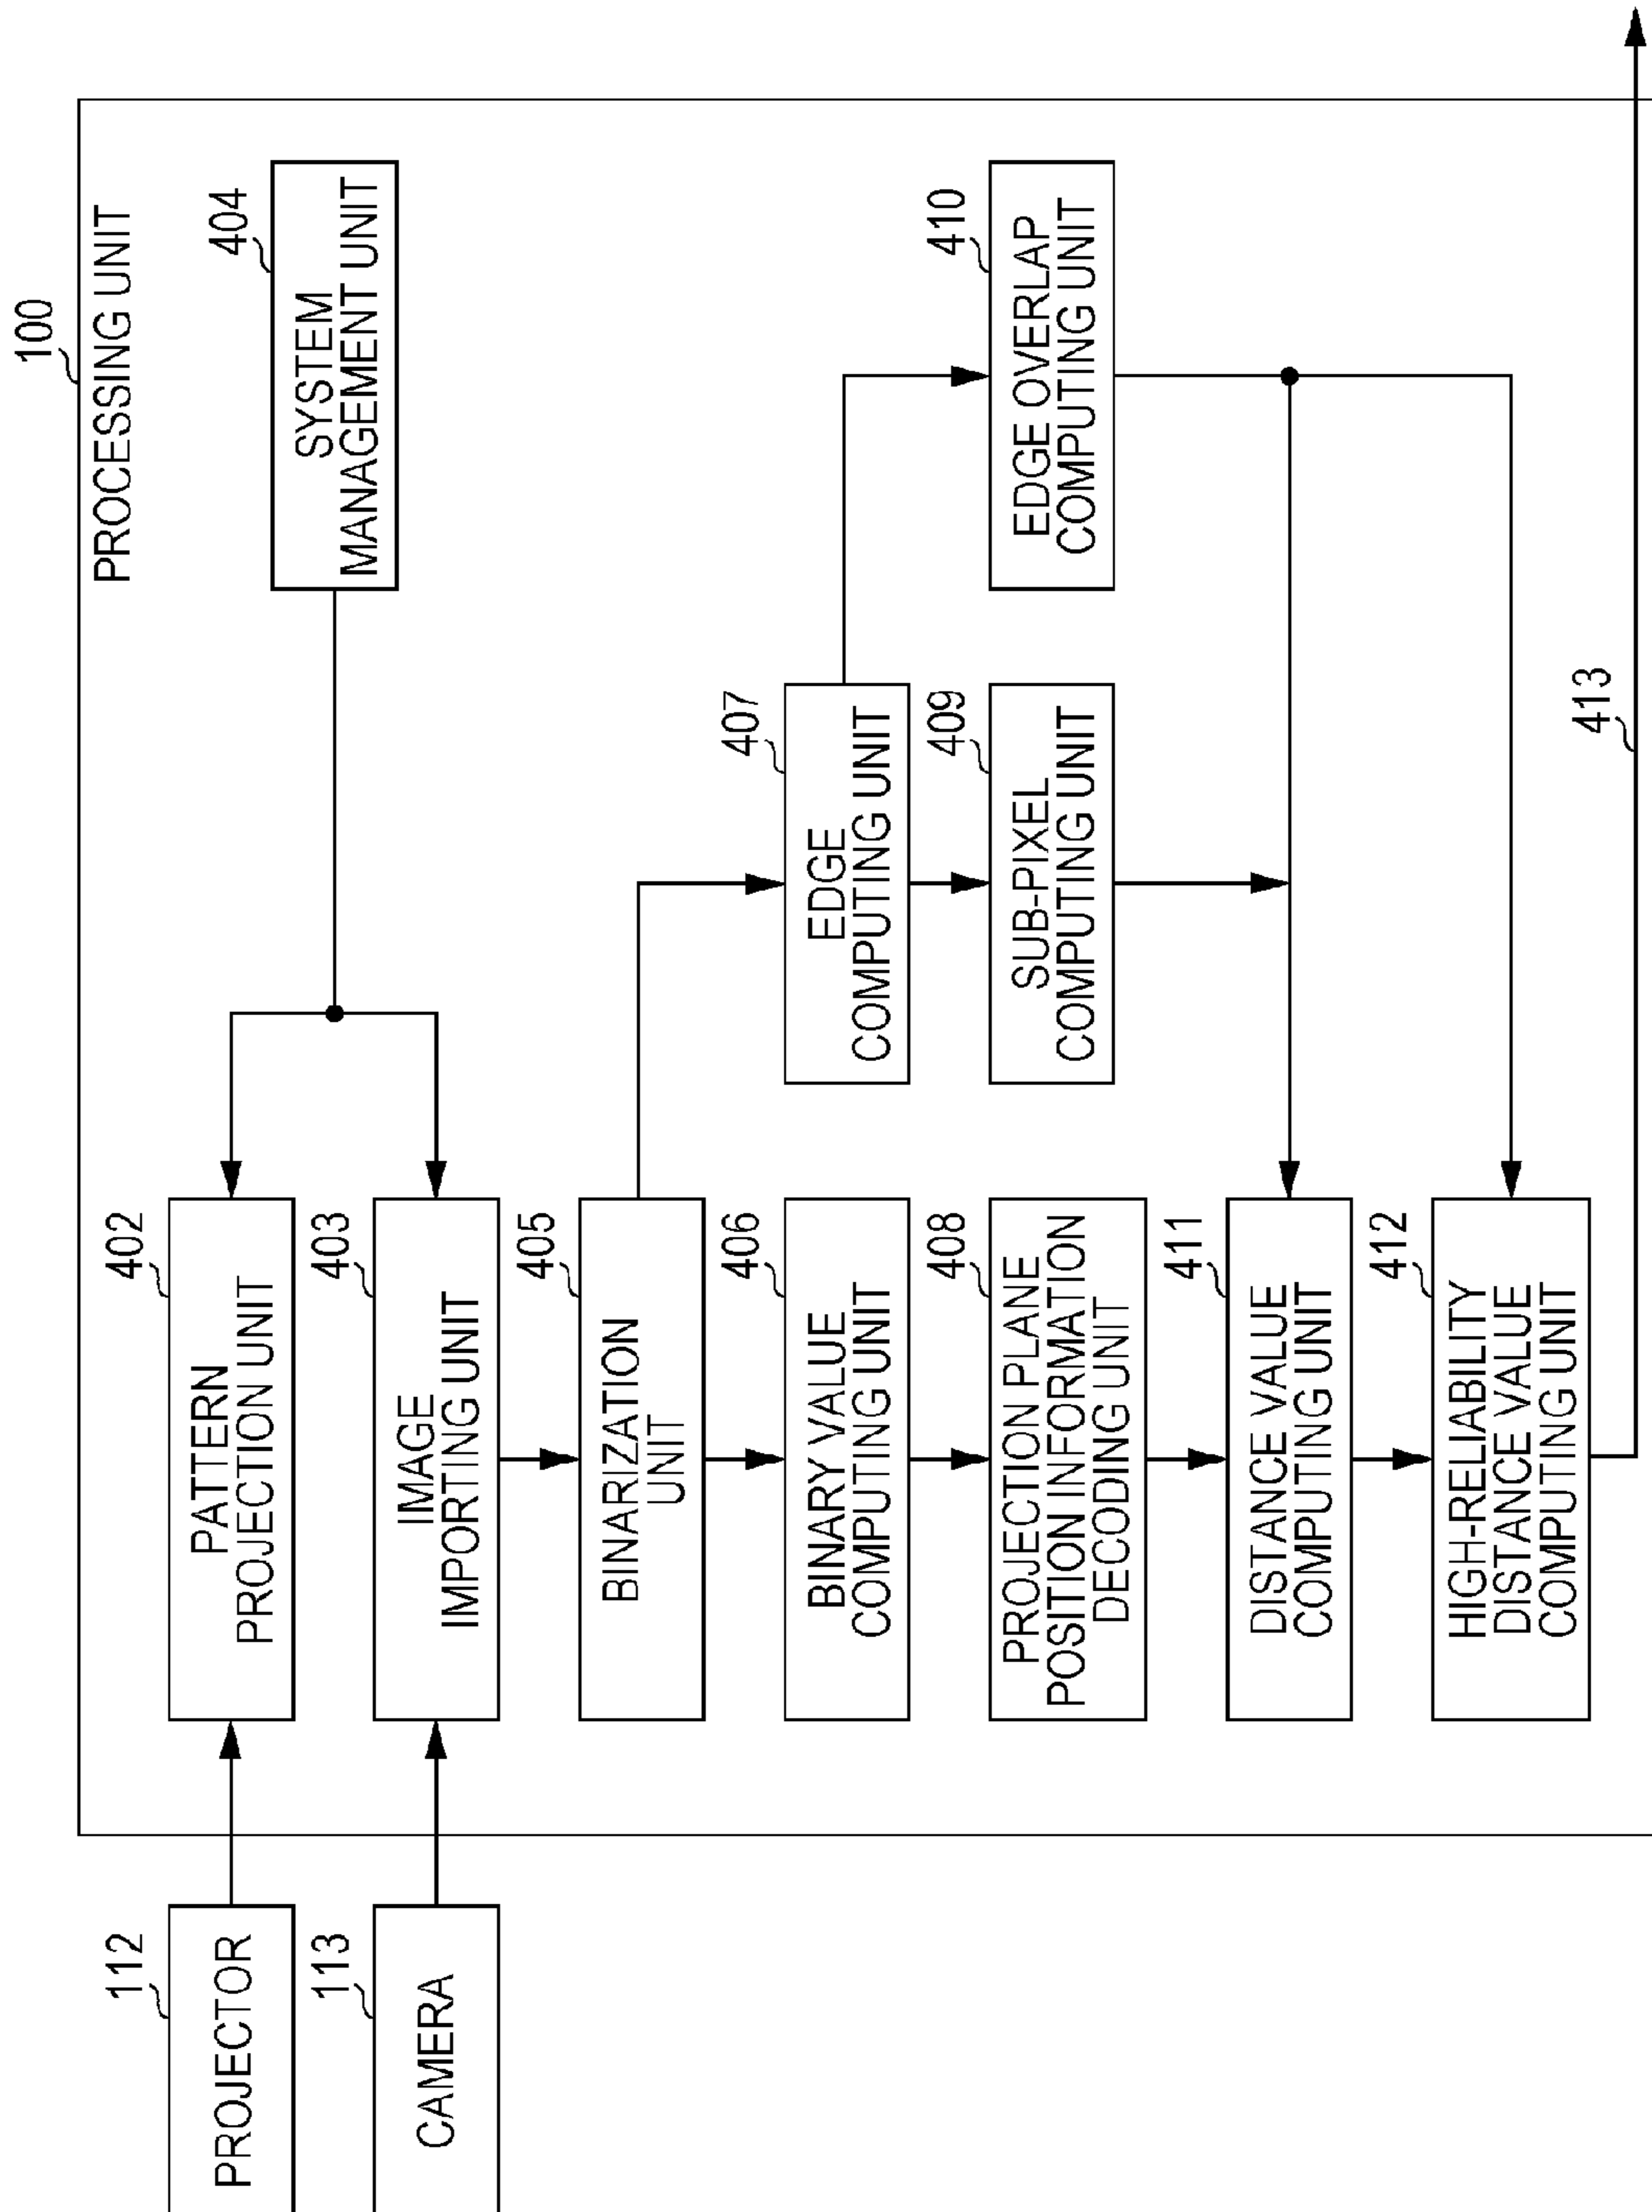 100
PROCESSING UNIT
112
PROJECTOR
402
PATTERN
PROJECTION UNIT
404
SYSTEM
MANAGEMENT UNIT
113
CAMERA
403
IMAGE
IMPORTING UNIT
405
BINARIZATION
UNIT
406
BINARY VALUE
COMPUTING UNIT
407
EDGE
COMPUTING UNIT
408
PROJECTION PLANE
POSITION INFORMATION
DECODING UNIT
409
SUB-PIXEL
COMPUTING UNIT
410
EDGE OVERLAP
COMPUTING UNIT
411
DISTANCE VALUE
COMPUTING UNIT
412
HIGH-RELIABILITY
DISTANCE VALUE
COMPUTING UNIT
413